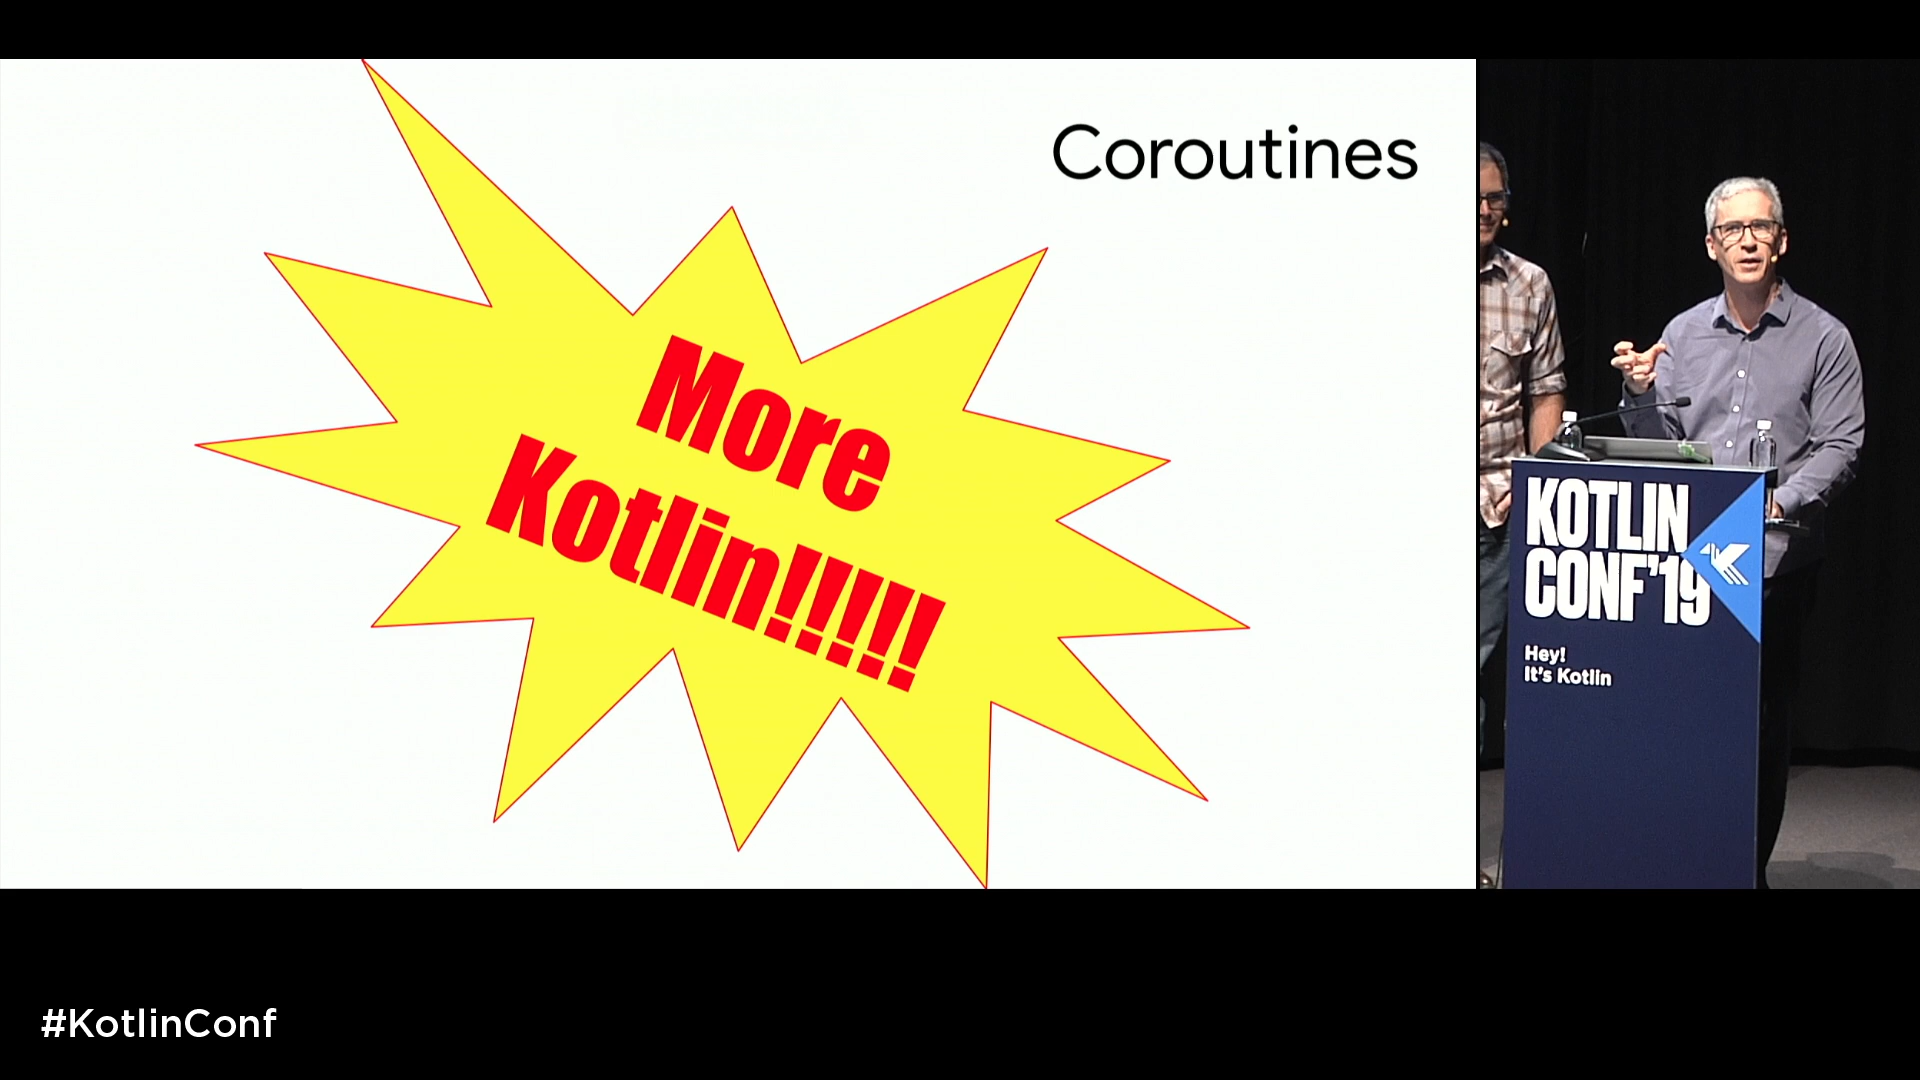 Coroutines
More
Kotlin!!!!!
KOTLIN
CONF'19
Hey!
It's Kotlin
#KotlinConf